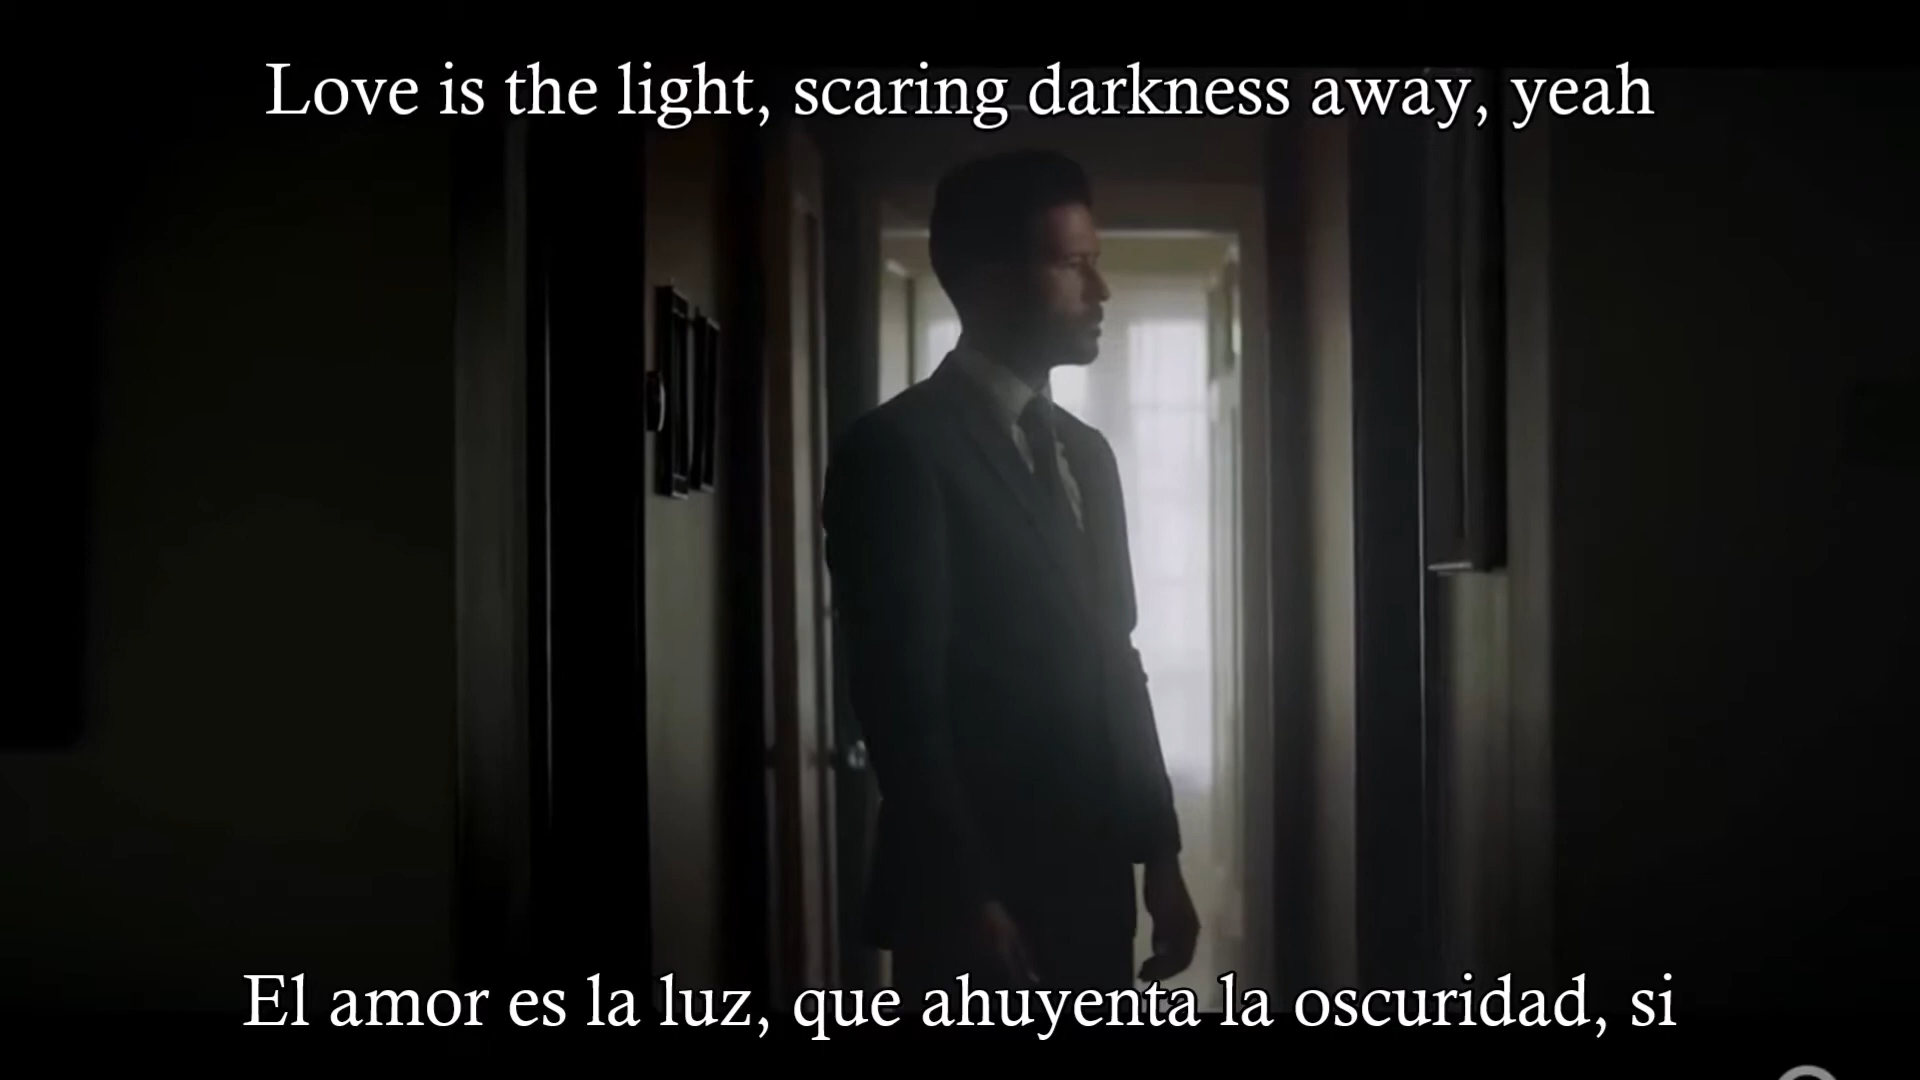 Love is the light, scaring darkness away, yeah
El amor es la luz, que ahuyenta la oscuridad, si